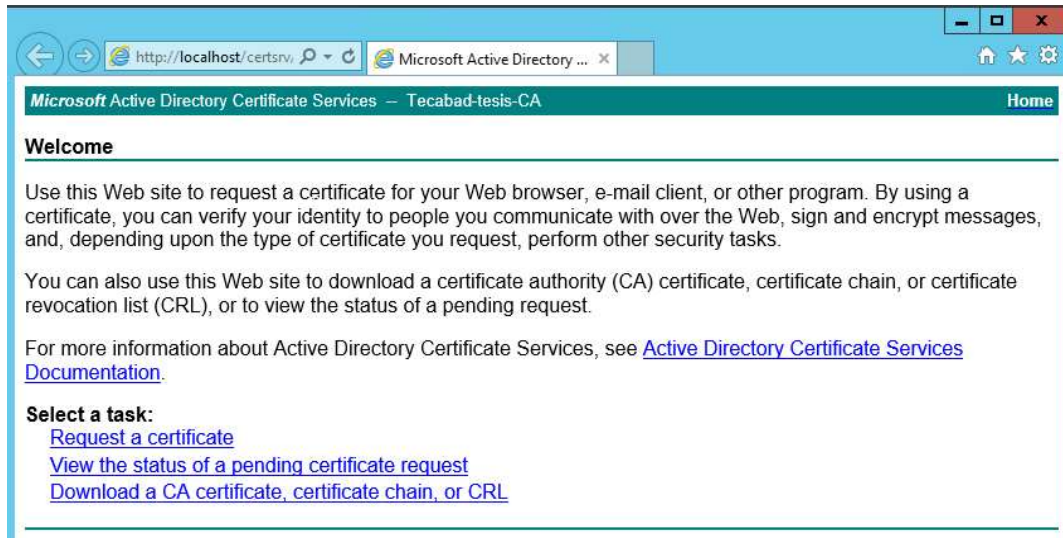 http://localhost/certsrv/
Microsoft Active Directory ...
Microsoft Active Directory Certificate Services -- Tecabad-tesis-CA
Home
Welcome
Use this Web site to request a certificate for your Web browser, e-mail client, or other program. By using a
certificate, you can verify your identity to people you communicate with over the Web, sign and encrypt messages,
and, depending upon the type of certificate you request, perform other security tasks.
You can also use this Web site to download a certificate authority (CA) certificate, certificate chain, or certificate
revocation list (CRL), or to view the status of a pending request.
For more information about Active Directory Certificate Services, see Active Directory Certificate Services
Documentation.
Select a task:
Request a certificate
View the status of a pending certificate request
Download a CA certificate, certificate chain, or CRL